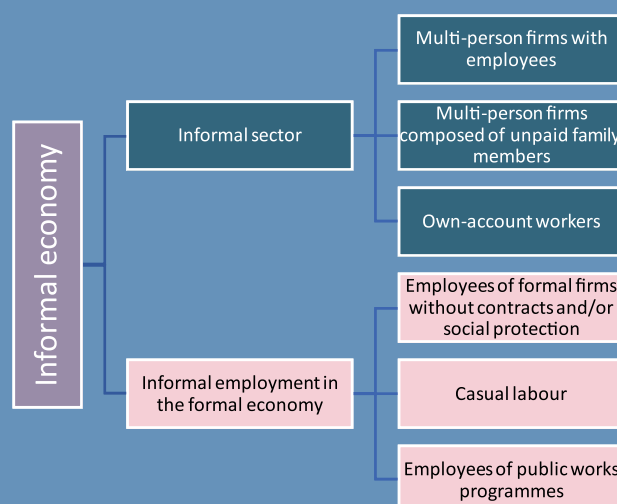 Informal economy
Informal sector
Multi-person firms with
employees
Multi-person firms
composed of unpaid family
members
Own-account workers
Informal employment in
the formal economy
Employees of formal firms
without contracts and/or
social protection
Casual labour
Employees of public works
programmes